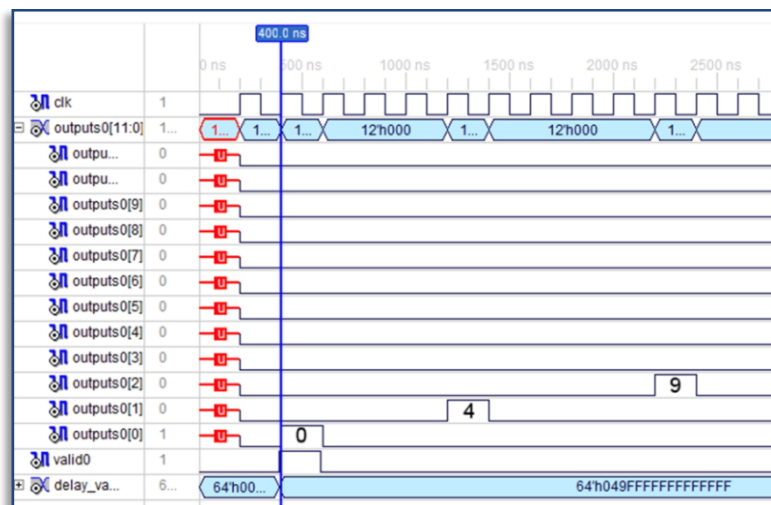 400.0 ns
0 ns 500 ns 1000 ns 1500 ns 2000 ns 2500 ns
clk 1
outputs0[11:0] 1... 1... 1... 1... 12'h000 1... 12'h000 1...
outpu... 0 U
outpu... 0 U
outputs0[9] 0 U
outputs0[8] 0 U
outputs0[7] 0 U
outputs0[6] 0 U
outputs0[5] 0 U
outputs0[4] 0 U
outputs0[3] 0 U
outputs0[2] 0 U 9
outputs0[1] 0 U 4
outputs0[0] 1 U 0
valid0 1
delay_va... 6... 64'h00... 64'h049FFFFFFFFFFFFF